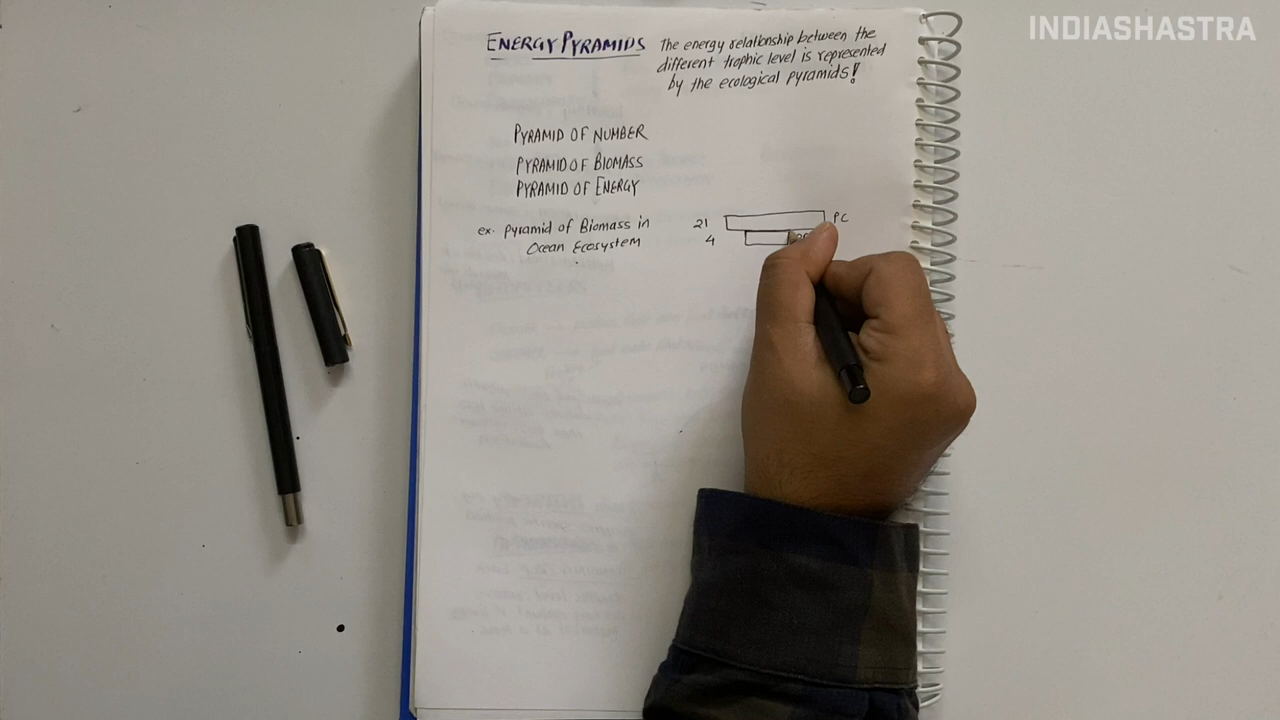 INDIASHASTRA
ENERGY PYRAMIDS
The energy relationship between the
different trophic level is represented
by the ecological pyramids!
PYRAMID OF NUMBER
PYRAMID OF BIOMASS
PYRAMID OF ENERGY
ex. pyramid of Biomass in
Ocean Ecosystem
21 PC
4